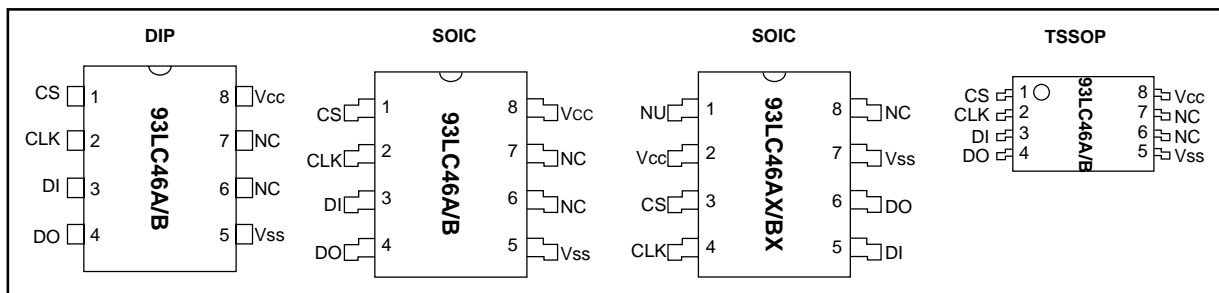 DIP
CS 1 8 Vcc
CLK 2 7 NC
DI 3 6 NC
DO 4 5 Vss
93LC46A/B
SOIC
CS 1 8 VCC
CLK 2 7 NC
DI 3 6 NC
DO 4 5 Vss
93LC46A/B
SOIC
NU 1 8 NC
Vcc 2 7 Vss
CS 3 6 DO
CLK 4 5 DI
93LC46AX/BX
TSSOP
CS 1 8 Vcc
CLK 2 7 NC
DI 3 6 NC
DO 4 5 Vss
93LC46A/B